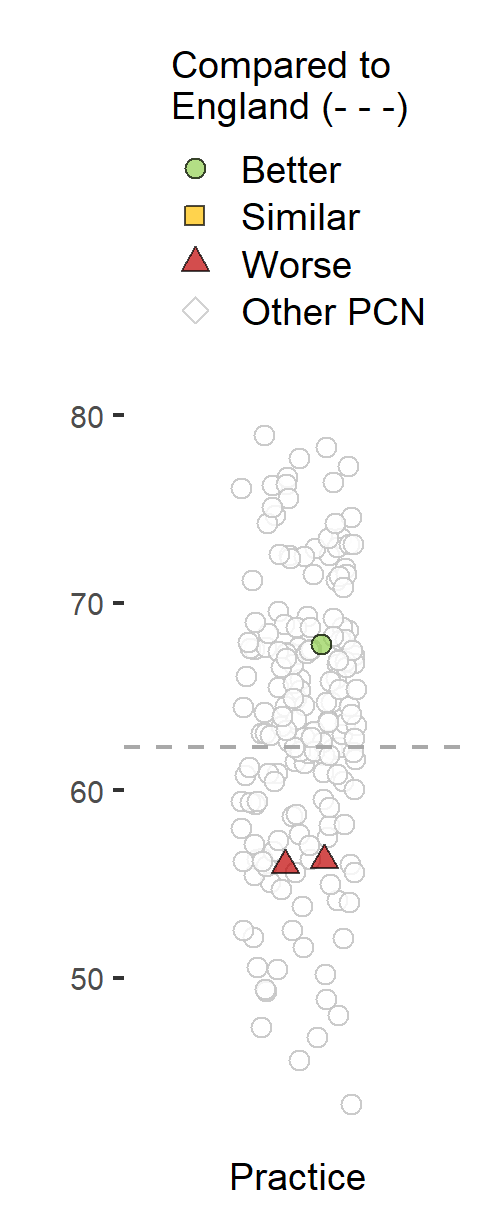 Compared to
England (- - -)
Better
Similar
Worse
Other PCN
80
70
60
50
Practice